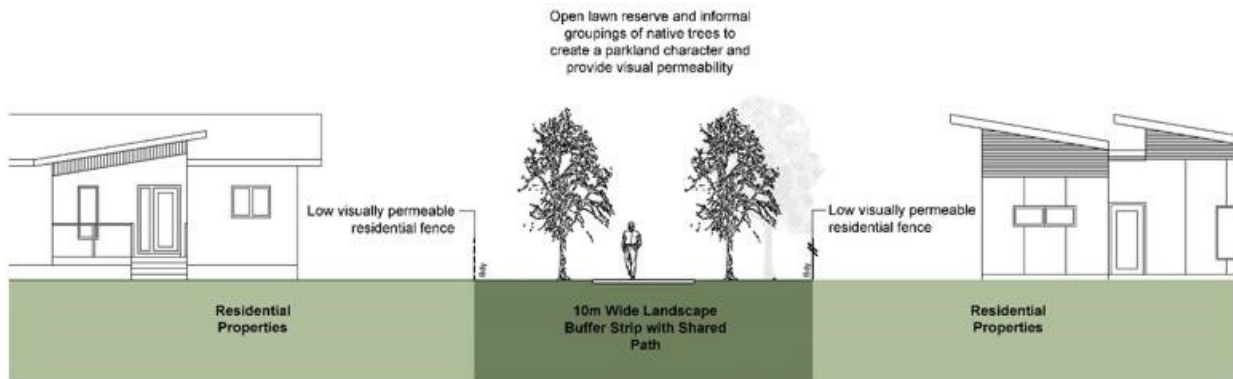 Open lawn reserve and informal
groupings of native trees to
create a parkland character and
provide visual permeability
Low visually permeable
residential fence
Bdy
Low visually permeable
residential fence
Bdy
Residential
Properties
10m Wide Landscape
Buffer Strip with Shared
Path
Residential
Properties